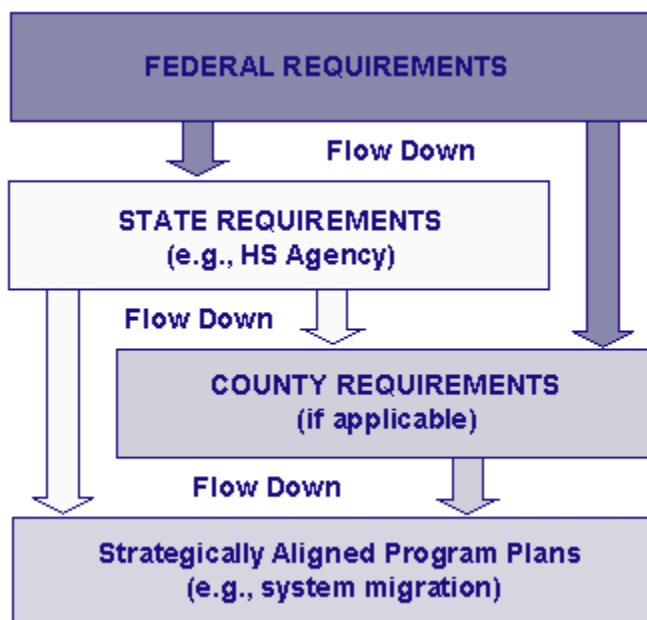 FEDERAL REQUIREMENTS
Flow Down
STATE REQUIREMENTS
(e.g., HS Agency)
Flow Down
COUNTY REQUIREMENTS
(if applicable)
Flow Down
Strategically Aligned Program Plans
(e.g., system migration)